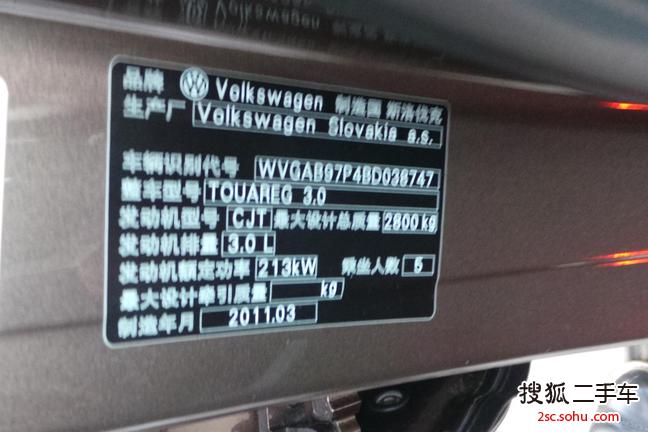 品牌 Volkswagen 制造国 斯洛伐克
生产厂 Volkswagen Slovakia a.s.
车辆识别代号 WVGAB97P4BD038747
整车型号 TOUAREG 3.0
发动机型号 CJT 最大设计总质量 2800 kg
发动机排量 3.0 L
发动机额定功率 213kW 乘坐人数 5
最大设计牵引质量 kg
制造年月 2011.03
搜狐 二手车
2sc.sohu.com